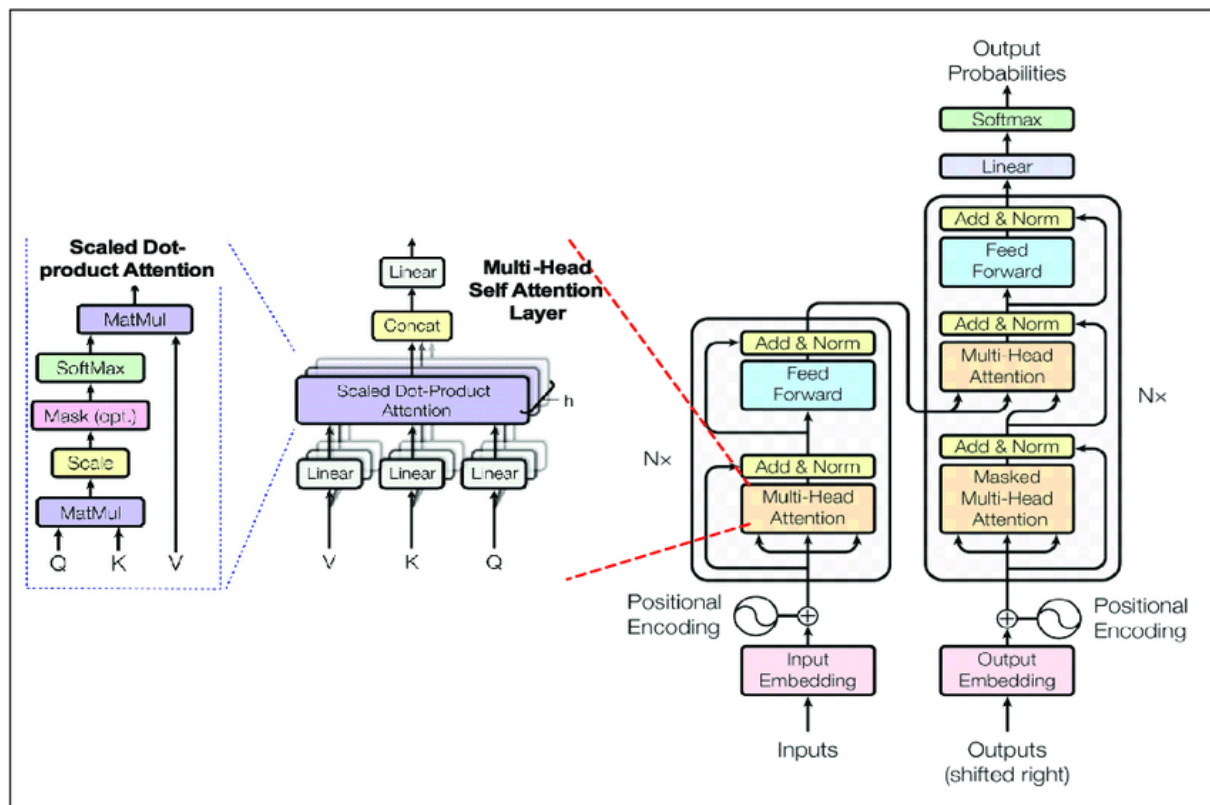 Scaled Dot-
product Attention
MatMul
SoftMax
Mask (opt.)
Scale
MatMul
Q
K
V
Linear
Multi-Head
Self Attention
Layer
Concat
Scaled Dot-Product
Attention
h
Linear
Linear
Linear
V
K
Q
Add & Norm
Feed
Forward
Nx
Add & Norm
Multi-Head
Attention
Positional
Encoding
Input
Embedding
Inputs
Output
Probabilities
Softmax
Linear
Add & Norm
Feed
Forward
Add & Norm
Multi-Head
Attention
Nx
Add & Norm
Masked
Multi-Head
Attention
Positional
Encoding
Output
Embedding
Outputs
(shifted right)